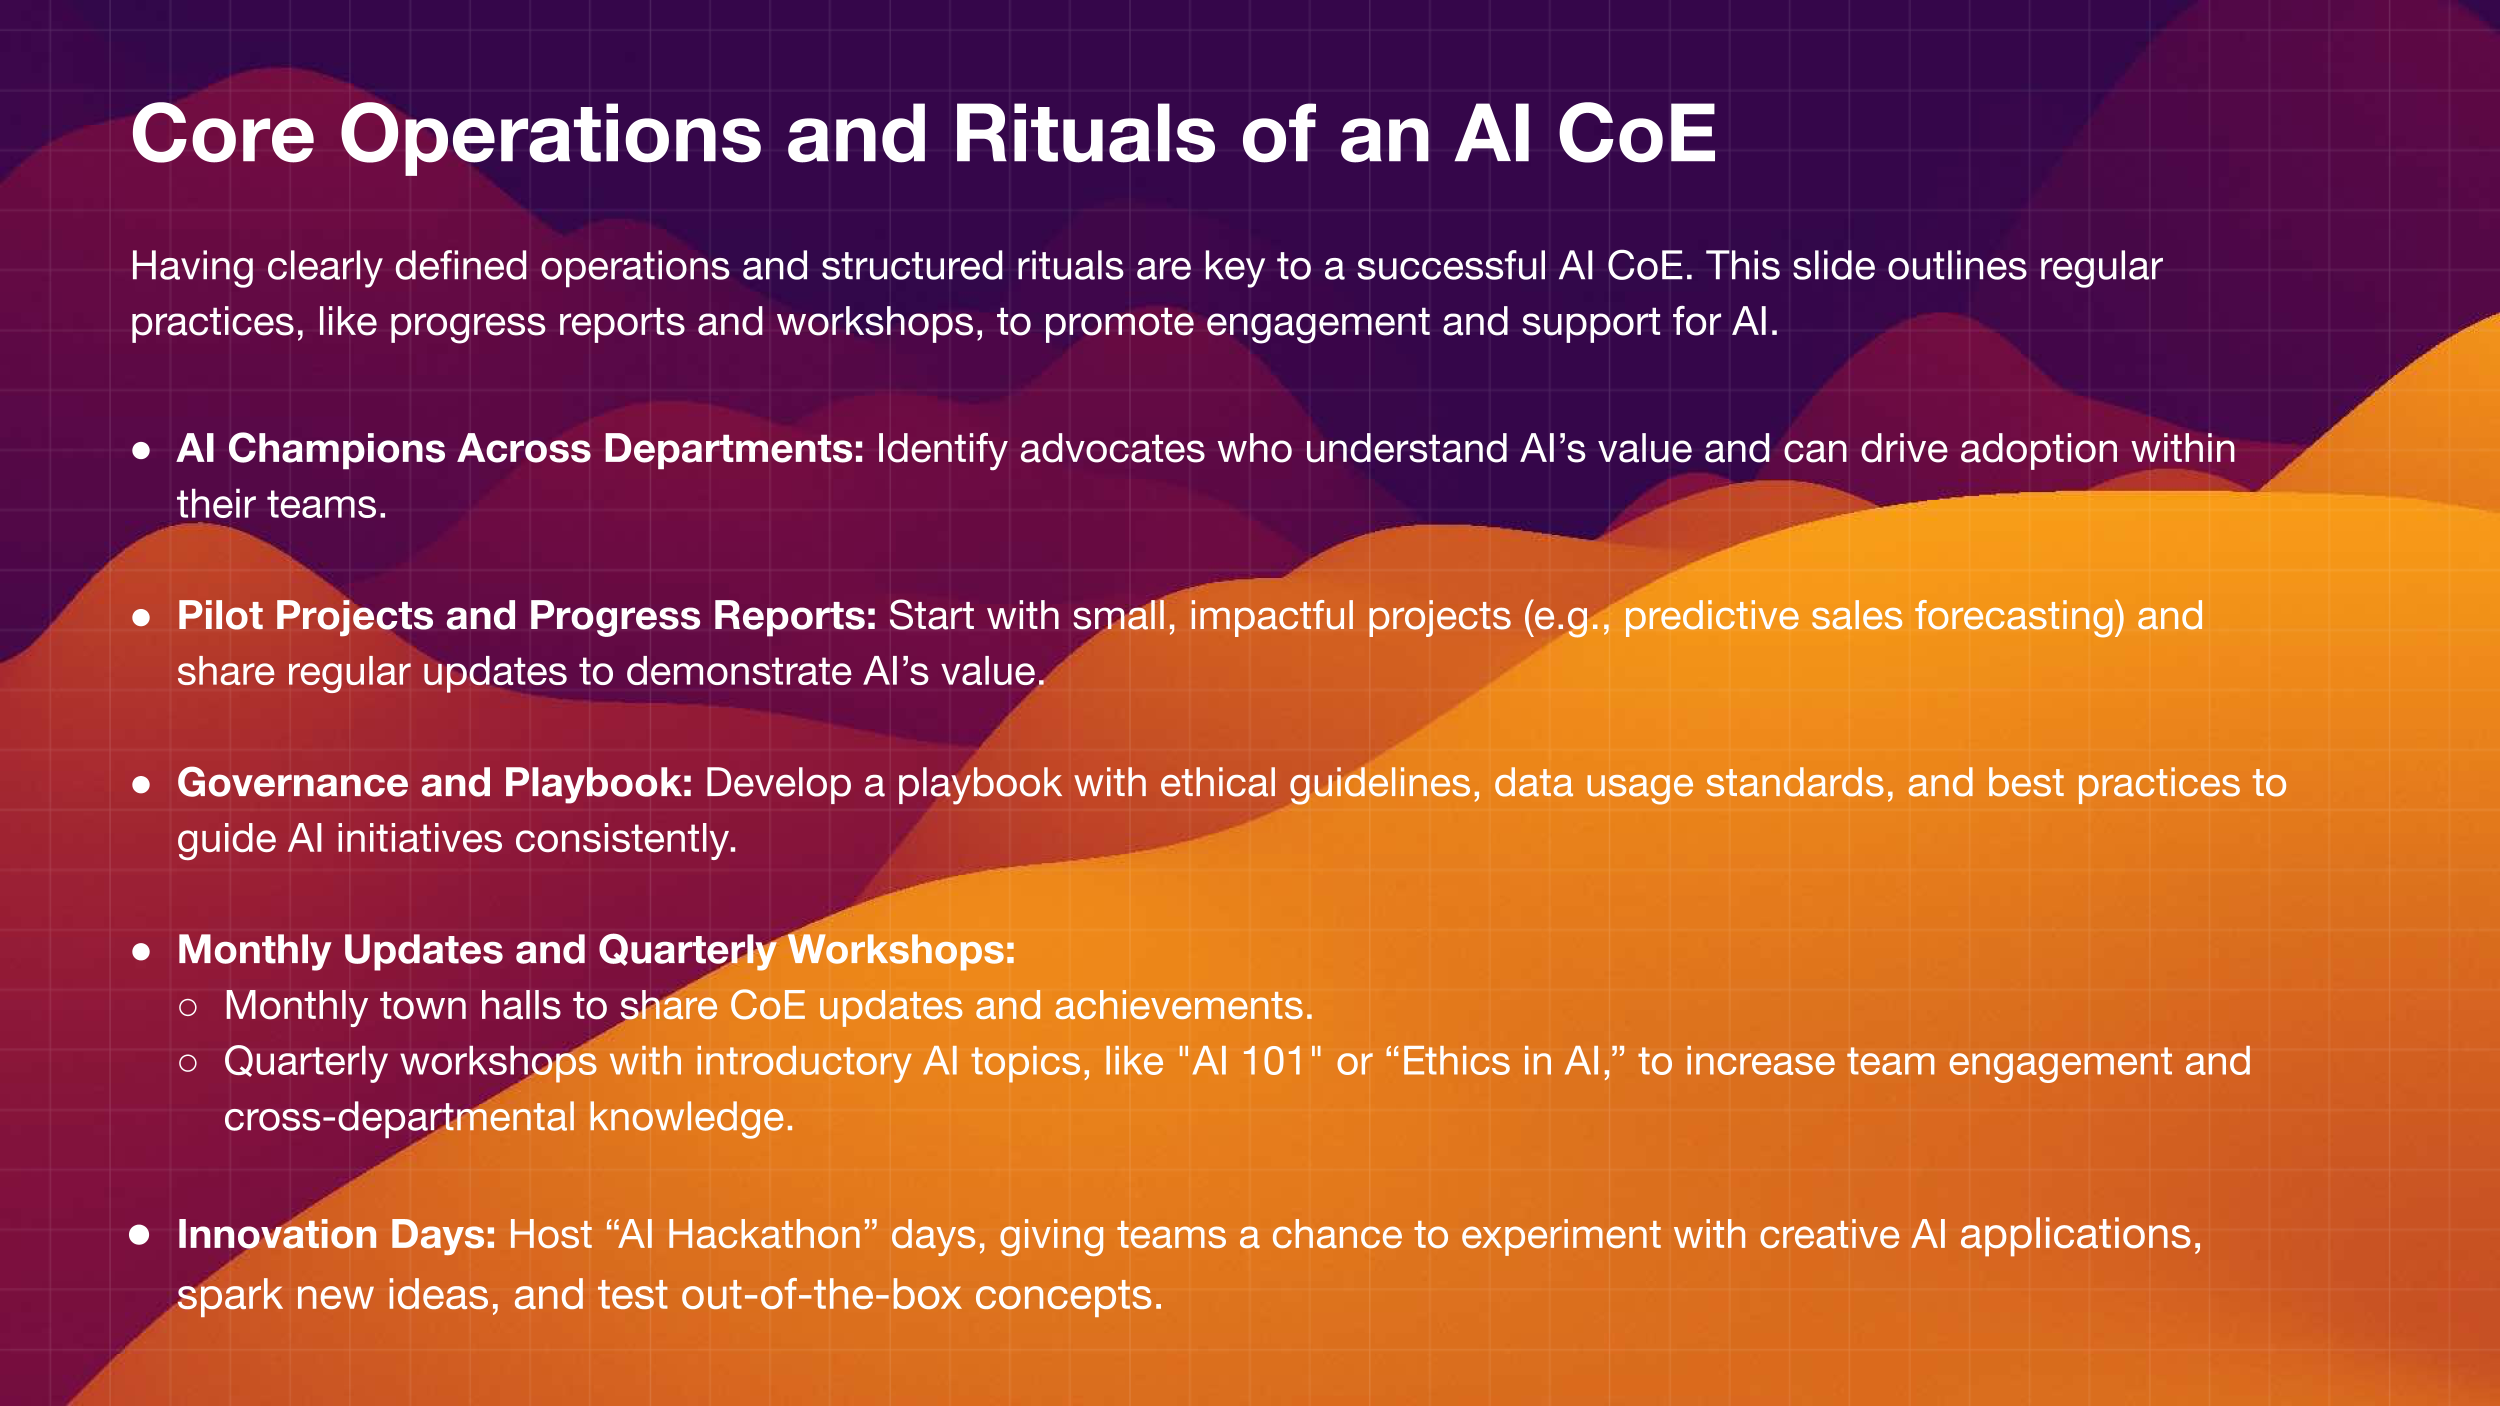 Core Operations and Rituals of an AI CoE
Having clearly defined operations and structured rituals are key to a successful AI CoE. This slide outlines regular
practices, like progress reports and workshops, to promote engagement and support for AI.
● AI Champions Across Departments: Identify advocates who understand AI’s value and can drive adoption within
their teams.
● Pilot Projects and Progress Reports: Start with small, impactful projects (e.g., predictive sales forecasting) and
share regular updates to demonstrate AI’s value.
● Governance and Playbook: Develop a playbook with ethical guidelines, data usage standards, and best practices to
guide AI initiatives consistently.
● Monthly Updates and Quarterly Workshops:
○ Monthly town halls to share CoE updates and achievements.
○ Quarterly workshops with introductory AI topics, like "AI 101" or “Ethics in AI,” to increase team engagement and
cross-departmental knowledge.
● Innovation Days: Host “AI Hackathon” days, giving teams a chance to experiment with creative AI applications,
spark new ideas, and test out-of-the-box concepts.